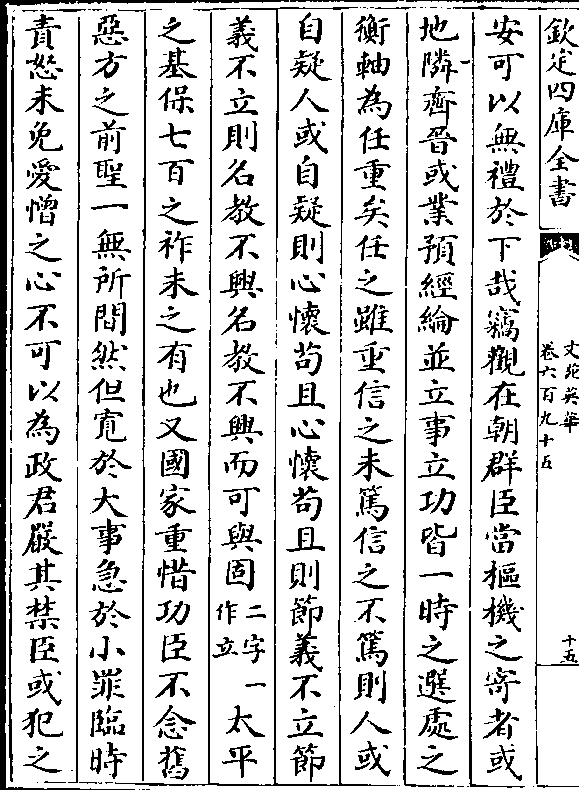 欽定四庫全書
文苑英華
卷六百九十五
十五
安可以無禮於下哉竊觀在朝群臣當樞機之寄者或
地隣齊晉或業預經綸並立事立功皆一時之選處之
衡軸為任重矣任之雖重信之未篤信之不篤則人或
自疑人或自疑則心懷苟且心懷苟且則節義不立節
義不立則名教不興名教不興而可與固二字一作立太平
之基保七百之祚未之有也又國家重惜功臣不念舊
惡方之前聖一無所間然但寬於大事急於小罪臨時
責怒未免愛憎之心不可以為政君嚴其禁臣或犯之